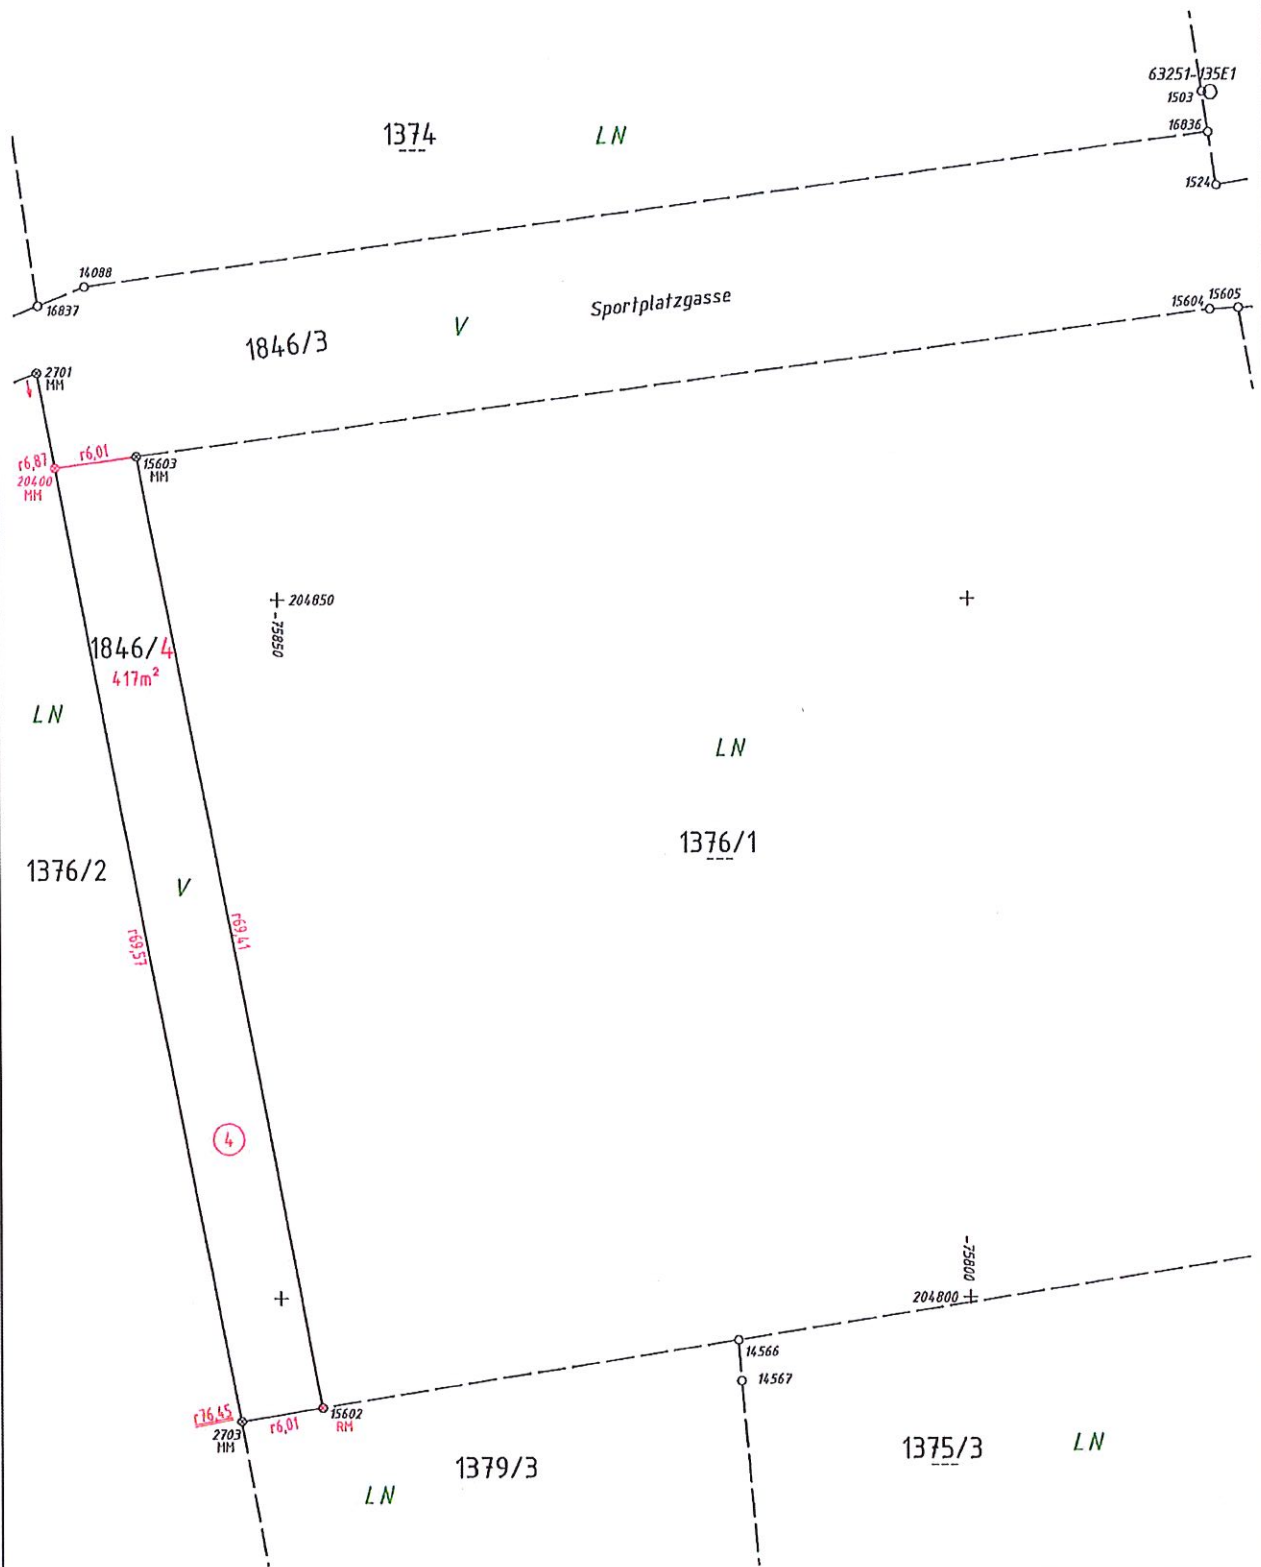 63251-135E1
1503
1374
LN
16836
1524
14088
16837
Sportplatzgasse
15604
15605
V
1846/3
2701
MM
r6,87
r6,01
15603
MM
20400
MM
204850
-75850
1846/4
417m²
LN
LN
1376/1
1376/2
V
r69,57
r69,41
4
-75800
204800
14566
14567
r76,45
2703
MM
r6,01
15602
RM
1379/3
LN
1375/3
LN